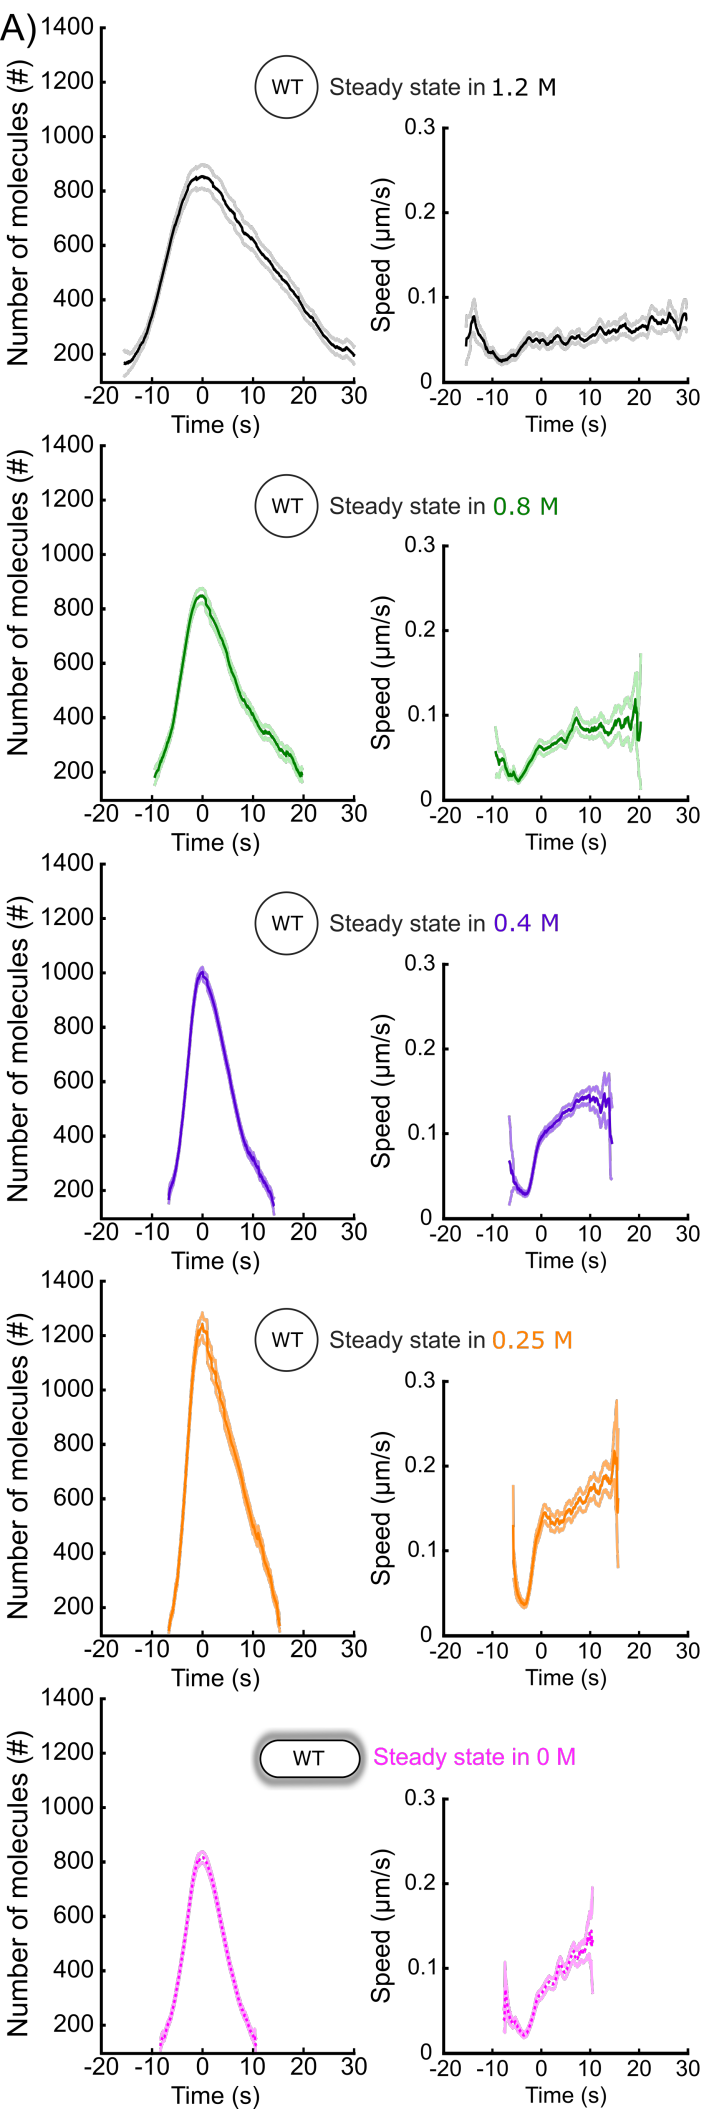 A)
Number of molecules (#)
1400
1200
1000
800
600
400
200
-20 -10 0 10 20 30
Time (s)
WT Steady state in 1.2 M
Speed (µm/s)
0.3
0.2
0.1
0
-20 -10 0 10 20 30
Time (s)
Number of molecules (#)
1400
1200
1000
800
600
400
200
-20 -10 0 10 20 30
Time (s)
WT Steady state in 0.8 M
Speed (µm/s)
0.3
0.2
0.1
0
-20 -10 0 10 20 30
Time (s)
Number of molecules (#)
1400
1200
1000
800
600
400
200
-20 -10 0 10 20 30
Time (s)
WT Steady state in 0.4 M
Speed (µm/s)
0.3
0.2
0.1
0
-20 -10 0 10 20 30
Time (s)
Number of molecules (#)
1400
1200
1000
800
600
400
200
-20 -10 0 10 20 30
Time (s)
WT Steady state in 0.25 M
Speed (µm/s)
0.3
0.2
0.1
0
-20 -10 0 10 20 30
Time (s)
Number of molecules (#)
1400
1200
1000
800
600
400
200
-20 -10 0 10 20 30
Time (s)
WT Steady state in 0 M
Speed (µm/s)
0.3
0.2
0.1
0
-20 -10 0 10 20 30
Time (s)